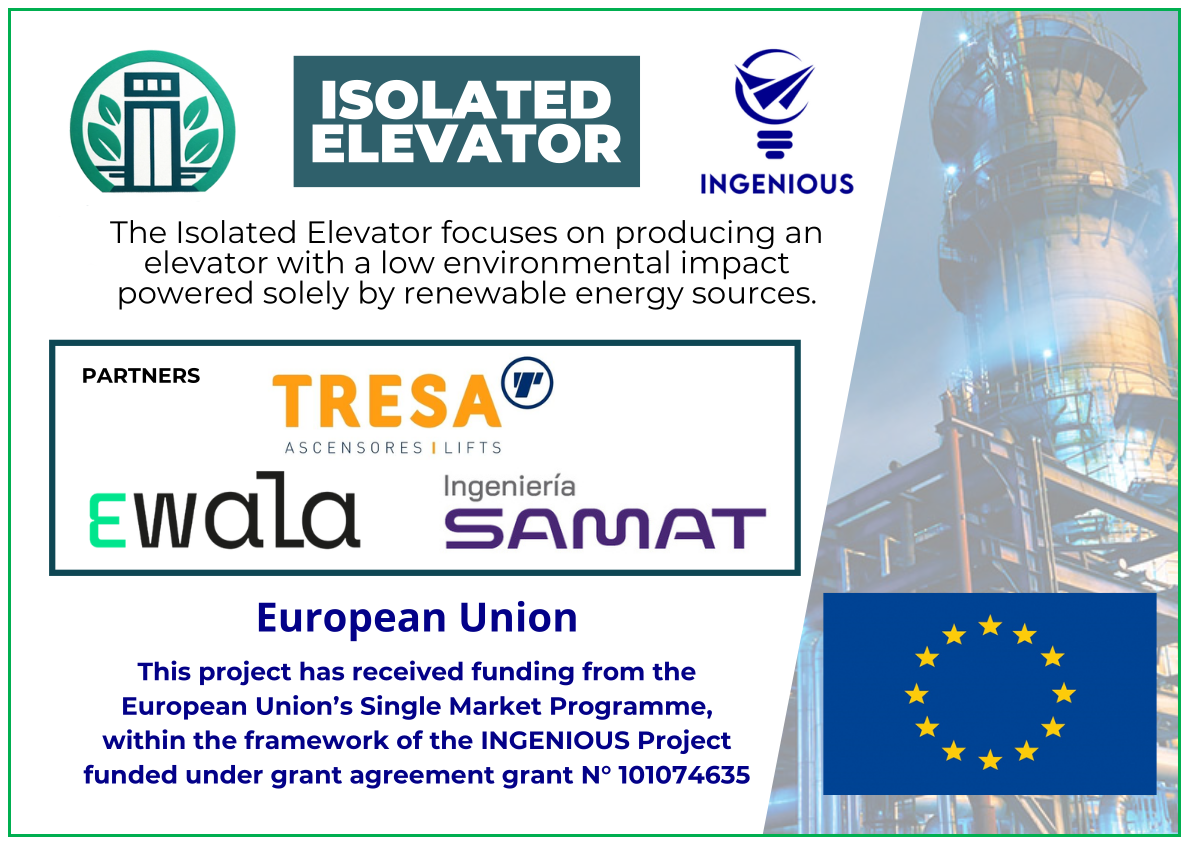 ISOLATED
ELEVATOR
INGENIOUS
The Isolated Elevator focuses on producing an
elevator with a low environmental impact
powered solely by renewable energy sources.
PARTNERS
TRESA
ASCENSORES | LIFTS
ewala
Ingeniería
SAMAT
European Union
This project has received funding from the
European Union’s Single Market Programme,
within the framework of the INGENIOUS Project
funded under grant agreement grant N° 101074635